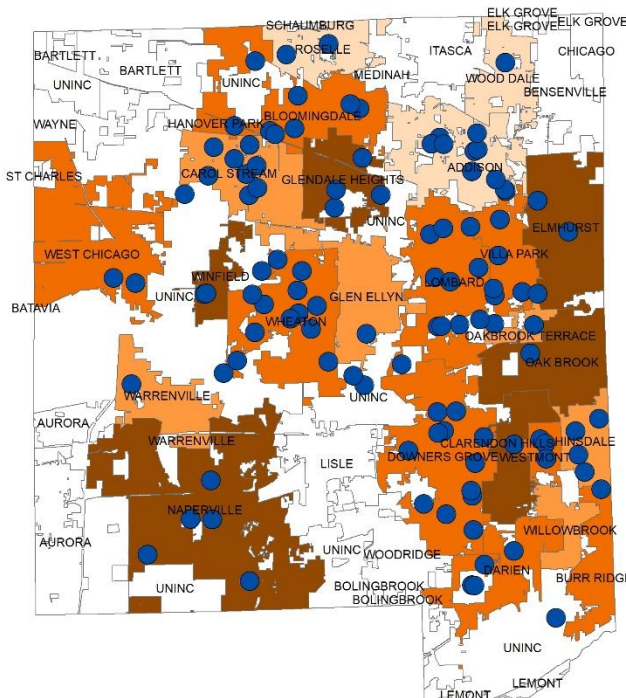 ELK GROVE
SCHAUMBURG
ELK GROVE
ELK GROVE
BARTLETT
ROSELLE
ITASCA
CHICAGO
BARTLETT
MEDINAH
WOOD DALE
UNINC
UNINC
BENSENVILLE
BLOOMINGDALE
WAYNE
HANOVER PARK
ADDISON
ST CHARLES
CAROL STREAM
GLENDALE HEIGHTS
UNINC
ELMHURST
WEST CHICAGO
VILLA PARK
WINFIELD
LOMBARD
UNINC
GLEN ELLYN
BATAVIA
WHEATON
OAKBROOK TERRACE
OAK BROOK
WARRENVILLE
UNINC
AURORA
WARRENVILLE
CLARENDON HILLS
HINSDALE
DOWNERS GROVE
WESTMONT
LISLE
NAPERVILLE
WILLOWBROOK
AURORA
UNINC
WOODRIDGE
DARIEN
BURR RIDGE
UNINC
BOLINGBROOK
BOLINGBROOK
UNINC
LEMONT
LEMONT